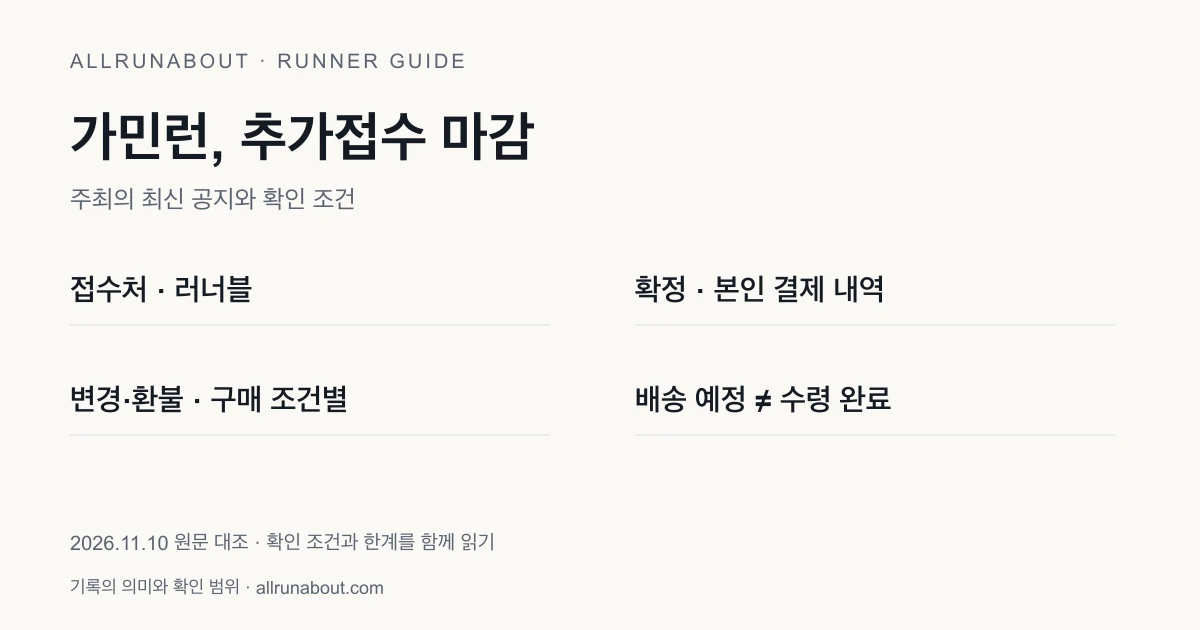 ALLRUNABOUT · RUNNER GUIDE
가민런, 추가접수 마감
주최의 최신 공지와 확인 조건
접수처 · 러너블
확정 · 본인 결제 내역
변경·환불 · 구매 조건별
배송 예정 ≠ 수령 완료
2026.11.10 원문 대조 · 확인 조건과 한계를 함께 읽기
기록의 의미와 확인 범위 · allrunabout.com